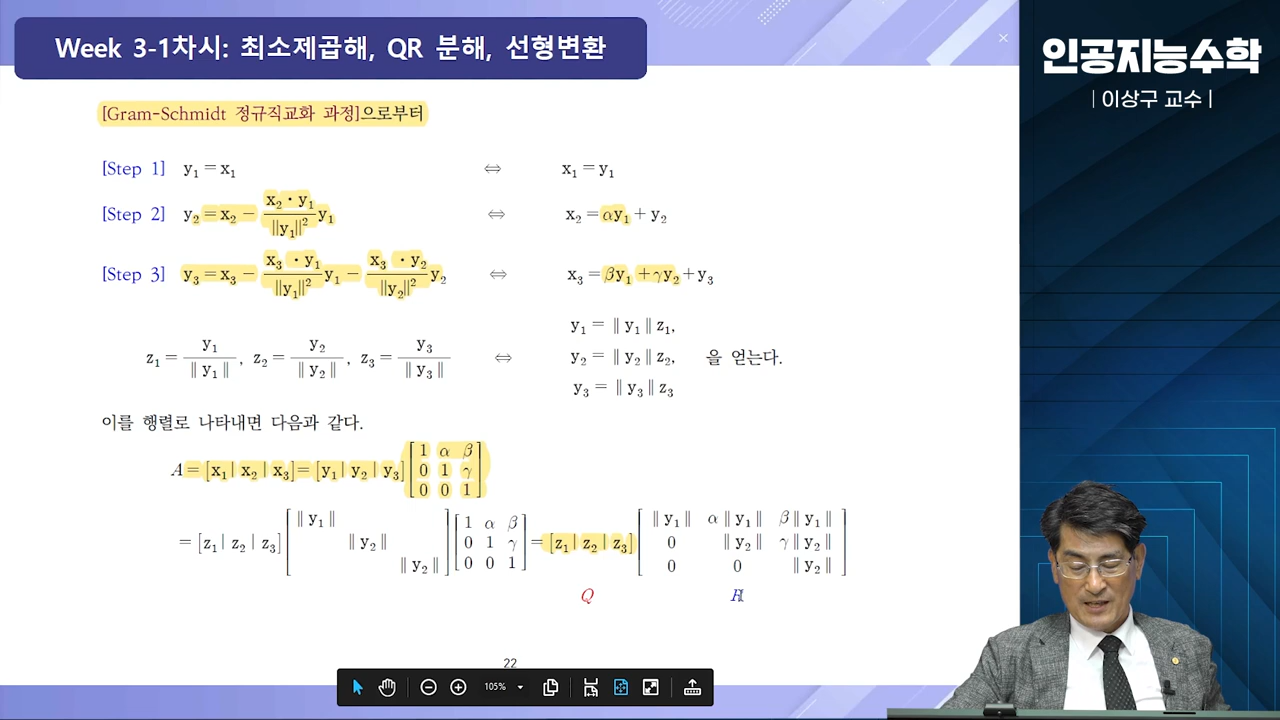 Week 3-1차시: 최소제곱해, QR 분해, 선형변환
인공지능수학
| 이상구 교수 |
[Gram-Schmidt 정규직교화 과정]으로부터
[Step 1] y₁ = x₁ ⇔ x₁ = y₁
[Step 2] y₂ = x₂ − (x₂ · y₁)/(‖y₁‖²) y₁ ⇔ x₂ = αy₁ + y₂
[Step 3] y₃ = x₃ − (x₃ · y₁)/(‖y₁‖²) y₁ − (x₃ · y₂)/(‖y₂‖²) y₂ ⇔ x₃ = βy₁ + γy₂ + y₃
z₁ = y₁/‖y₁‖, z₂ = y₂/‖y₂‖, z₃ = y₃/‖y₃‖ ⇔ y₁ = ‖y₁‖z₁,
y₂ = ‖y₂‖z₂, 을 얻는다.
y₃ = ‖y₃‖z₃
이를 행렬로 나타내면 다음과 같다.
A = [x₁ | x₂ | x₃] = [y₁ | y₂ | y₃] [1 α β
0 1 γ
0 0 1]
= [z₁ | z₂ | z₃] [‖y₁‖ ‖y₂‖ ‖y₂‖] [1 α β
0 1 γ
0 0 1] = [z₁ | z₂ | z₃] [‖y₁‖ α‖y₁‖ β‖y₁‖
0 ‖y₂‖ γ‖y₂‖
0 0 ‖y₂‖]
Q R
22
105%